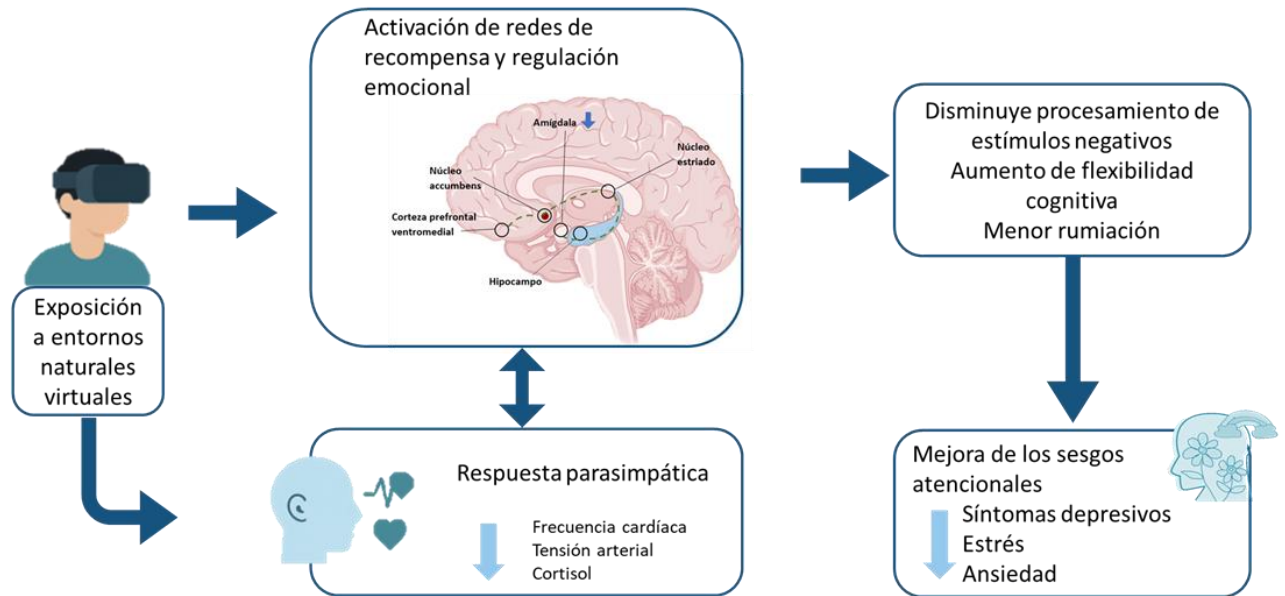 Activación de redes de
recompensa y regulación
emocional
Amígdala
Núcleo
estriado
Núcleo
accumbens
Corteza prefrontal
ventromedial
Hipocampo
Exposición
a entornos
naturales
virtuales
Disminuye procesamiento de
estímulos negativos
Aumento de flexibilidad
cognitiva
Menor rumiación
Respuesta parasimpática
Frecuencia cardíaca
Tensión arterial
Cortisol
Mejora de los sesgos
atencionales
Síntomas depresivos
Estrés
Ansiedad